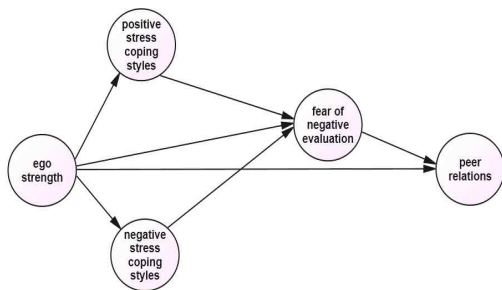 positive
stress
coping
styles
fear of
negative
evaluation
ego
strength
peer
relations
negative
stress
coping
styles